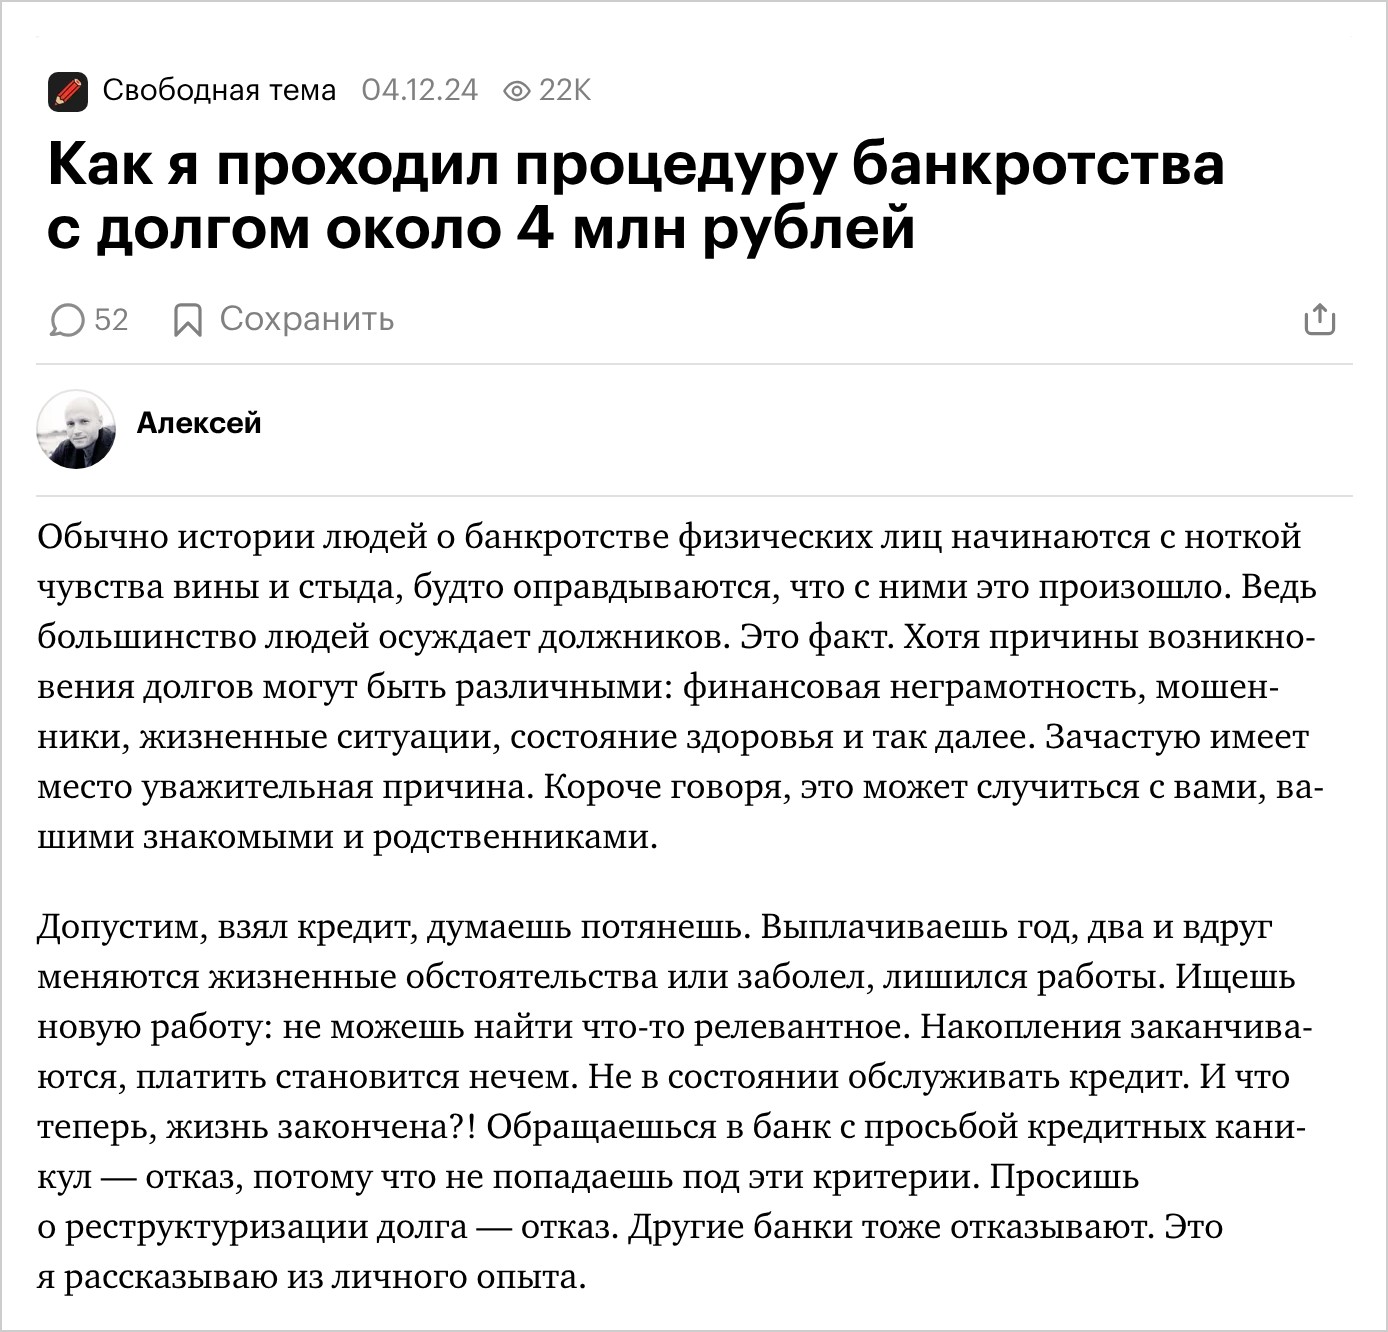 Свободная тема 04.12.24 22K
Как я проходил процедуру банкротства
с долгом около 4 млн рублей
52 Сохранить
Алексей
Обычно истории людей о банкротстве физических лиц начинаются с ноткой
чувства вины и стыда, будто оправдываются, что с ними это произошло. Ведь
большинство людей осуждает должников. Это факт. Хотя причины возникно-
вения долгов могут быть различными: финансовая неграмотность, мошен-
ники, жизненные ситуации, состояние здоровья и так далее. Зачастую имеет
место уважительная причина. Короче говоря, это может случиться с вами, ва-
шими знакомыми и родственниками.
Допустим, взял кредит, думаешь потянешь. Выплачиваешь год, два и вдруг
меняются жизненные обстоятельства или заболел, лишился работы. Ищешь
новую работу: не можешь найти что-то релевантное. Накопления заканчива-
ются, платить становится нечем. Не в состоянии обслуживать кредит. И что
теперь, жизнь закончена?! Обращаешься в банк с просьбой кредитных кани-
кул — отказ, потому что не попадаешь под эти критерии. Просишь
о реструктуризации долга — отказ. Другие банки тоже отказывают. Это
я рассказываю из личного опыта.